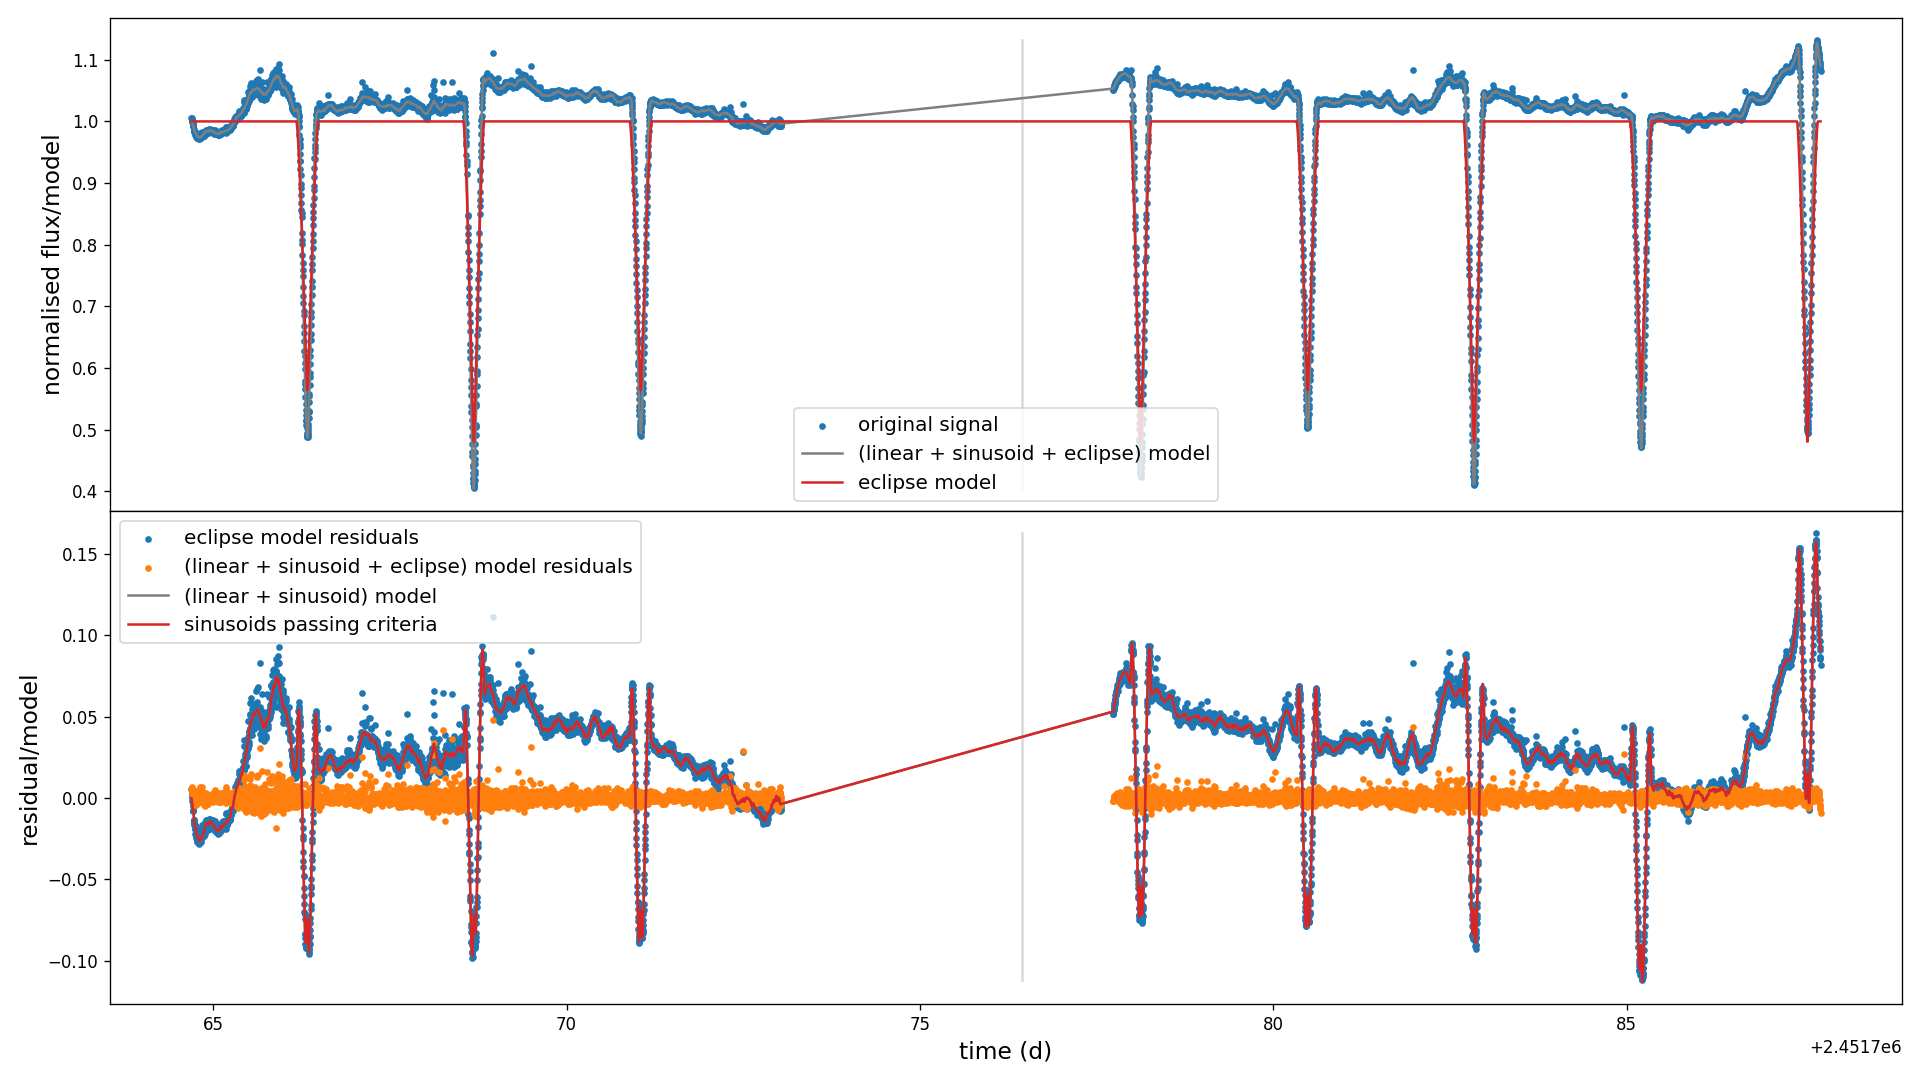 1.1
1.0
0.9
0.8
0.7
0.6
0.5
0.4
normalised flux/model
original signal
(linear + sinusoid + eclipse) model
eclipse model
eclipse model residuals
(linear + sinusoid + eclipse) model residuals
(linear + sinusoid) model
sinusoids passing criteria
0.15
0.10
0.05
0.00
−0.05
−0.10
residual/model
65 70 75 80 85
time (d)
+2.4517e6